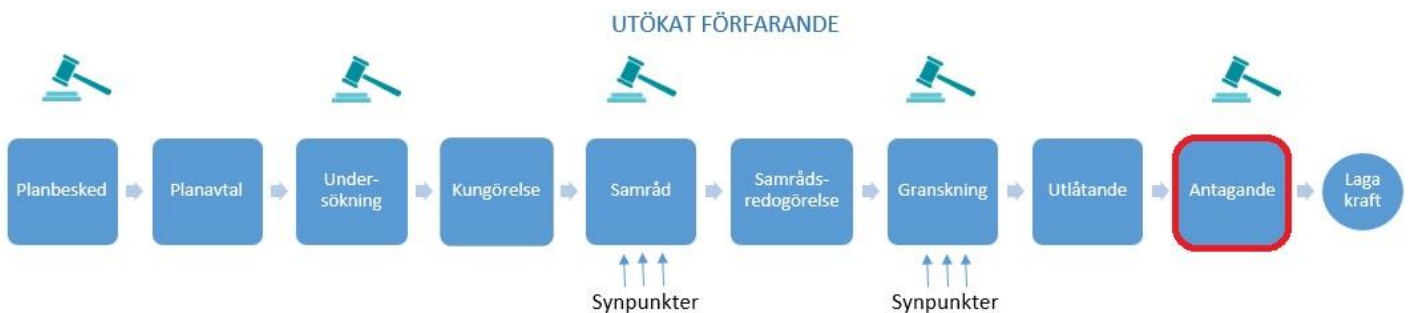 UTÖKAT FÖRFARANDE
Planbesked
Planavtal
Under-
sökning
Kungörelse
Samråd
Samråds-
redogörelse
Granskning
Utlåtande
Antagande
Laga
kraft
Synpunkter
Synpunkter